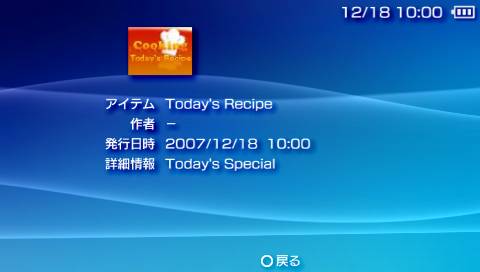 12/18 10:00
Cooking
Today's Recipe
アイテム Today's Recipe
作者 −
発行日時 2007/12/18 10:00
詳細情報 Today's Special
○戻る